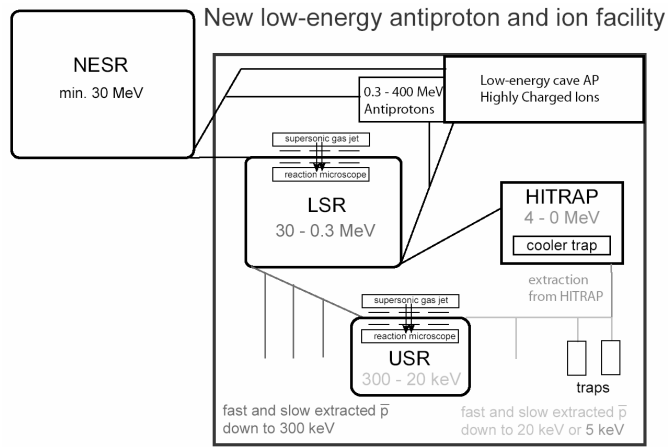 New low-energy antiproton and ion facility
NESR
min. 30 MeV
Low-energy cave AP
Highly Charged Ions
0.3 - 400 MeV
Antiprotons
supersonic gas jet
reaction microscope
LSR
30 - 0.3 MeV
HITRAP
4 - 0 MeV
cooler trap
extraction
from HITRAP
supersonic gas jet
reaction microscope
USR
300 - 20 keV
traps
fast and slow extracted p̅
down to 300 keV
fast and slow extracted p̅
down to 20 keV or 5 keV